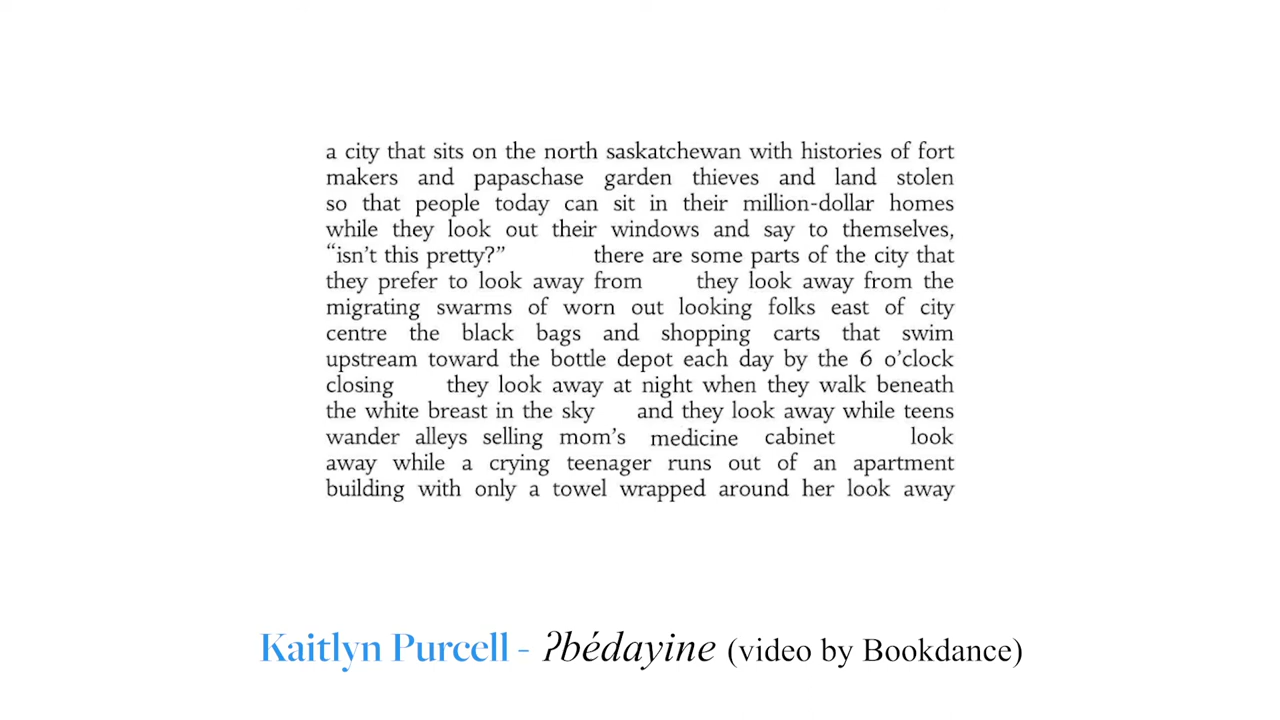 a city that sits on the north saskatchewan with histories of fort
makers and papaschase garden thieves and land stolen
so that people today can sit in their million-dollar homes
while they look out their windows and say to themselves,
“isn’t this pretty?” there are some parts of the city that
they prefer to look away from they look away from the
migrating swarms of worn out looking folks east of city
centre the black bags and shopping carts that swim
upstream toward the bottle depot each day by the 6 o’clock
closing they look away at night when they walk beneath
the white breast in the sky and they look away while teens
wander alleys selling mom’s medicine cabinet look
away while a crying teenager runs out of an apartment
building with only a towel wrapped around her look away
Kaitlyn Purcell - ʔbédayine (video by Bookdance)